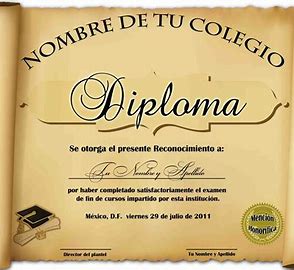 NOMBRE DE TU COLEGIO
Diploma
Se otorga el presente Reconocimiento a:
Tu Nombre y Apellido
por haber completado satisfactoriamente el examen
de fin de cursos impartido por esta institución.
México, D.F. viernes 29 de julio de 2011
Mención
Honorifica
Director del plantel
Tu Nombre y Apellido